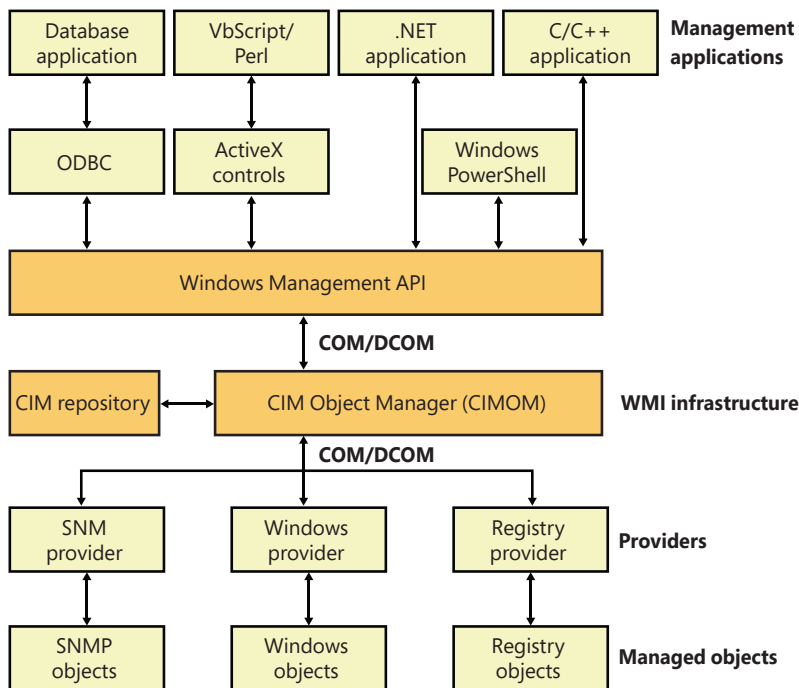 Database
application
VbScript/
Perl
.NET
application
C/C++
application
Management
applications
ODBC
ActiveX
controls
Windows
PowerShell
Windows Management API
COM/DCOM
CIM repository
CIM Object Manager (CIMOM)
WMI infrastructure
COM/DCOM
SNM
provider
Windows
provider
Registry
provider
Providers
SNMP
objects
Windows
objects
Registry
objects
Managed objects